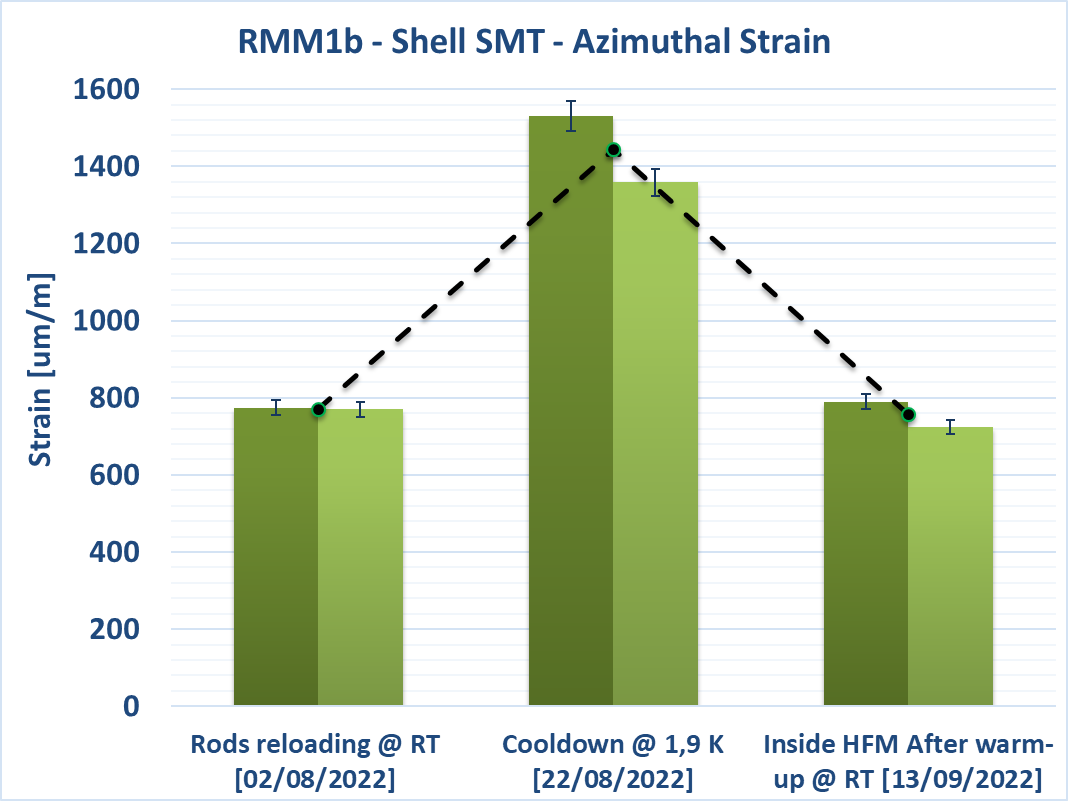 RMM1b - Shell SMT - Azimuthal Strain
1600
1400
1200
1000
800
600
400
200
0
Strain [um/m]
Rods reloading @ RT
[02/08/2022]
Cooldown @ 1,9 K
[22/08/2022]
Inside HFM After warm-
up @ RT [13/09/2022]